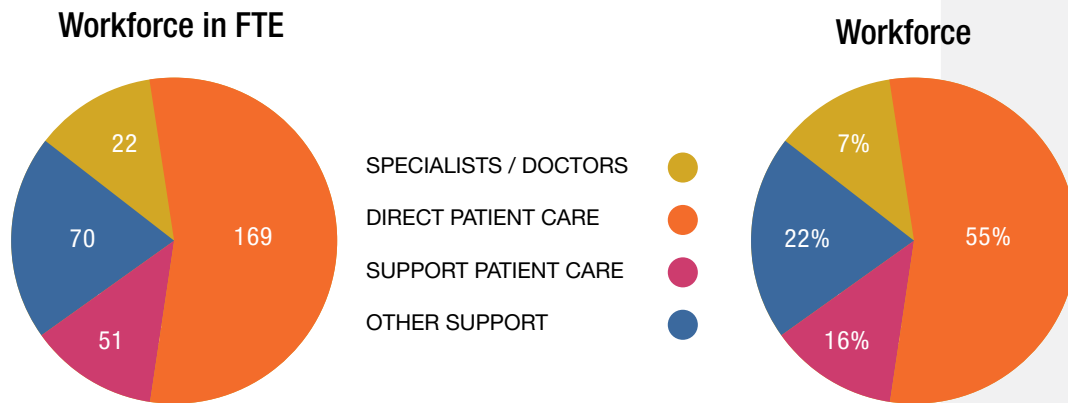 Workforce in FTE
22
169
70
51
SPECIALISTS / DOCTORS
DIRECT PATIENT CARE
SUPPORT PATIENT CARE
OTHER SUPPORT
Workforce
7%
55%
22%
16%